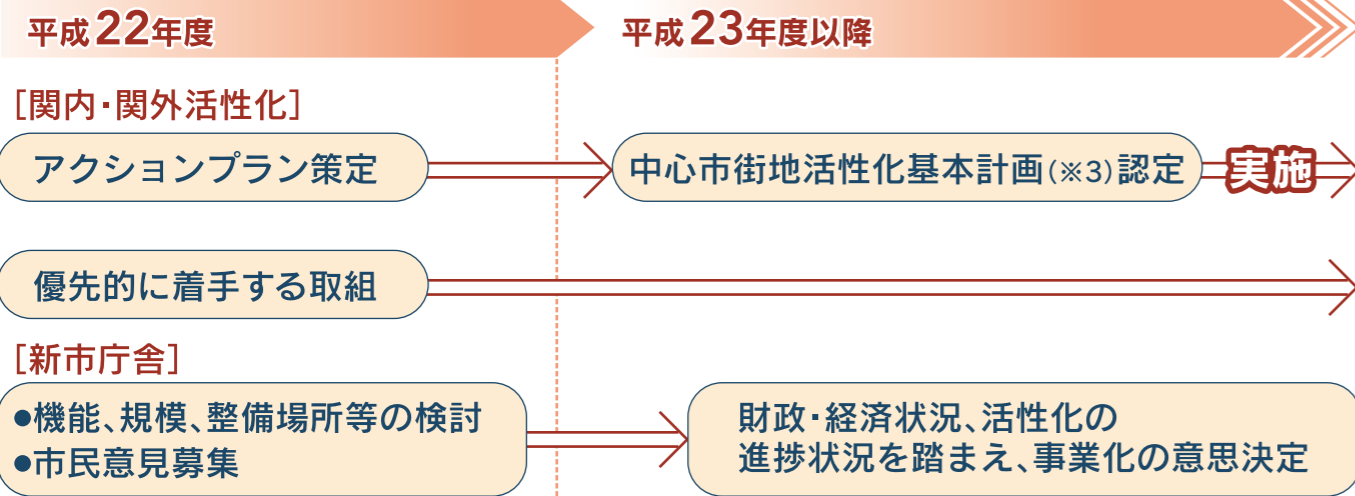 平成22年度
平成23年度以降
[関内・関外活性化]
アクションプラン策定
中心市街地活性化基本計画(※3)認定
実施
優先的に着手する取組
[新市庁舎]
●機能、規模、整備場所等の検討
●市民意見募集
財政・経済状況、活性化の
進捗状況を踏まえ、事業化の意思決定